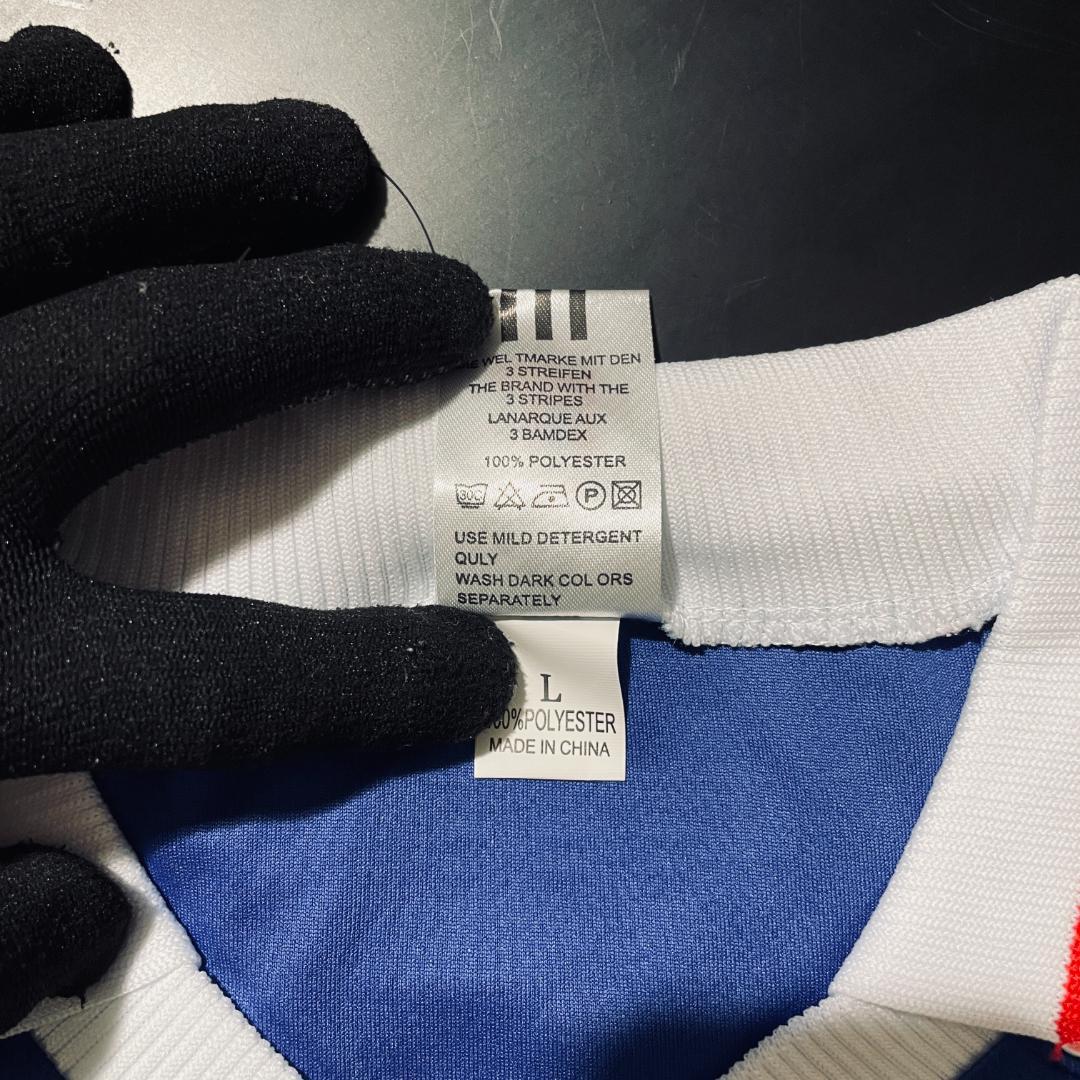 WEL TMARKE MIT DEN
3 STREIFEN
THE BRAND WITH THE
3 STRIPES
LANARQUE AUX
3 BAMDEX
100% POLYESTER
30C P
USE MILD DETERGENT
QULY
WASH DARK COL ORS
SEPARATELY
L
00%POLYESTER
MADE IN CHINA